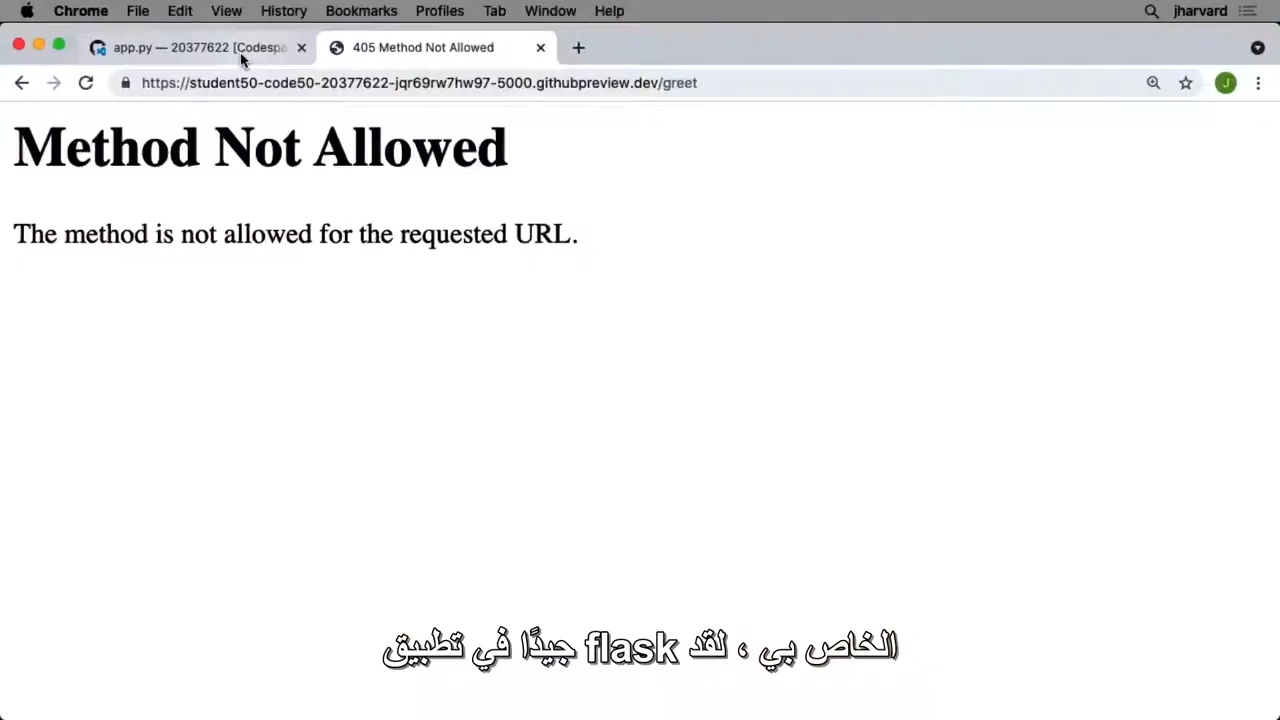 Chrome File Edit View History Bookmarks Profiles Tab Window Help jharvard
app.py — 20377622 [Codespa 405 Method Not Allowed
https://student50-code50-20377622-jqr69rw7hw97-5000.githubpreview.dev/greet J
Method Not Allowed
The method is not allowed for the requested URL.
الخاص بي ، لقد flask جيدًا في تطبيق